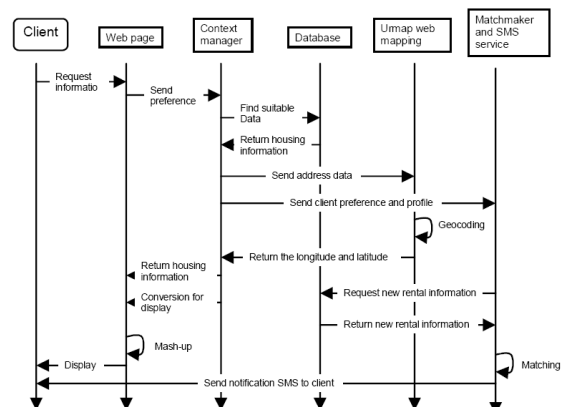 Client
Web page
Context
manager
Database
Urmap web
mapping
Matchmaker
and SMS
service
Request
informatio
Send
preference
Find suitable
Data
Return housing
information
Send address data
Send client preference and profile
Geocoding
Return the longitude and latitude
Return housing
information
Request new rental information
Conversion for
display
Return new rental information
Mash-up
Matching
Display
Send notification SMS to client